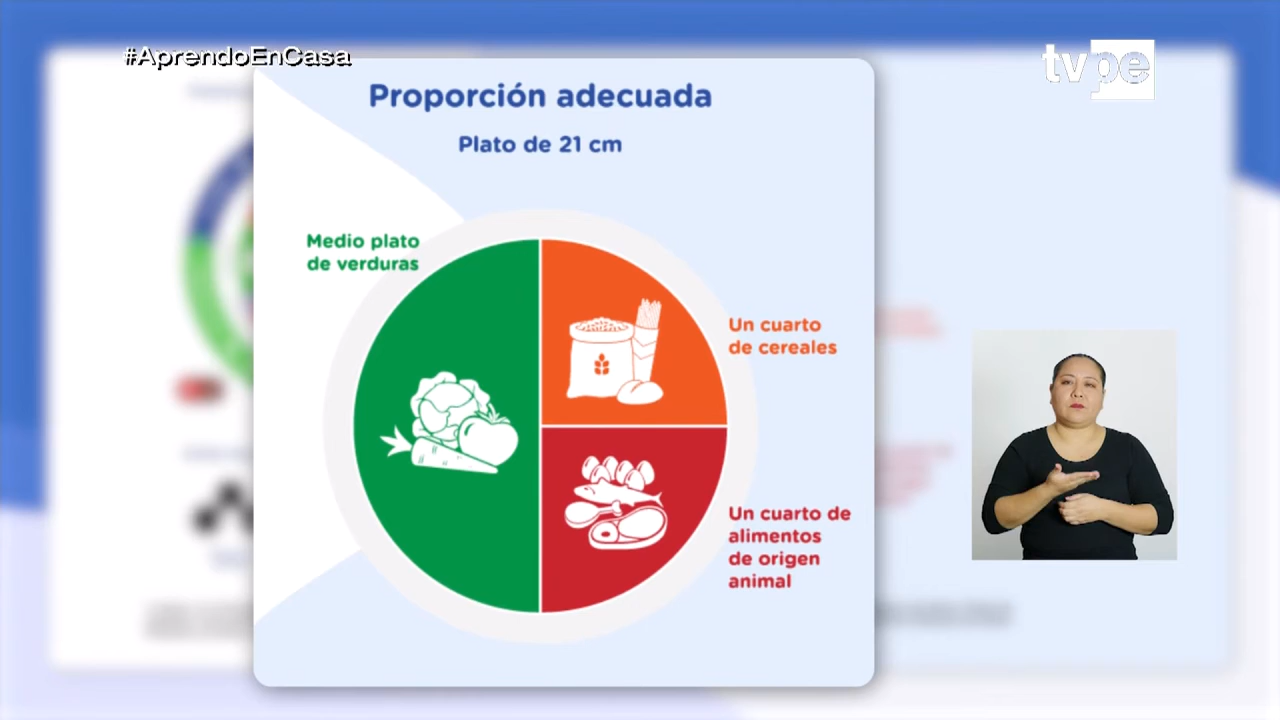 #AprendoEnCasa
tvpe
Proporción adecuada
Plato de 21 cm
Medio plato
de verduras
Un cuarto
de cereales
Un cuarto de
alimentos
de origen
animal